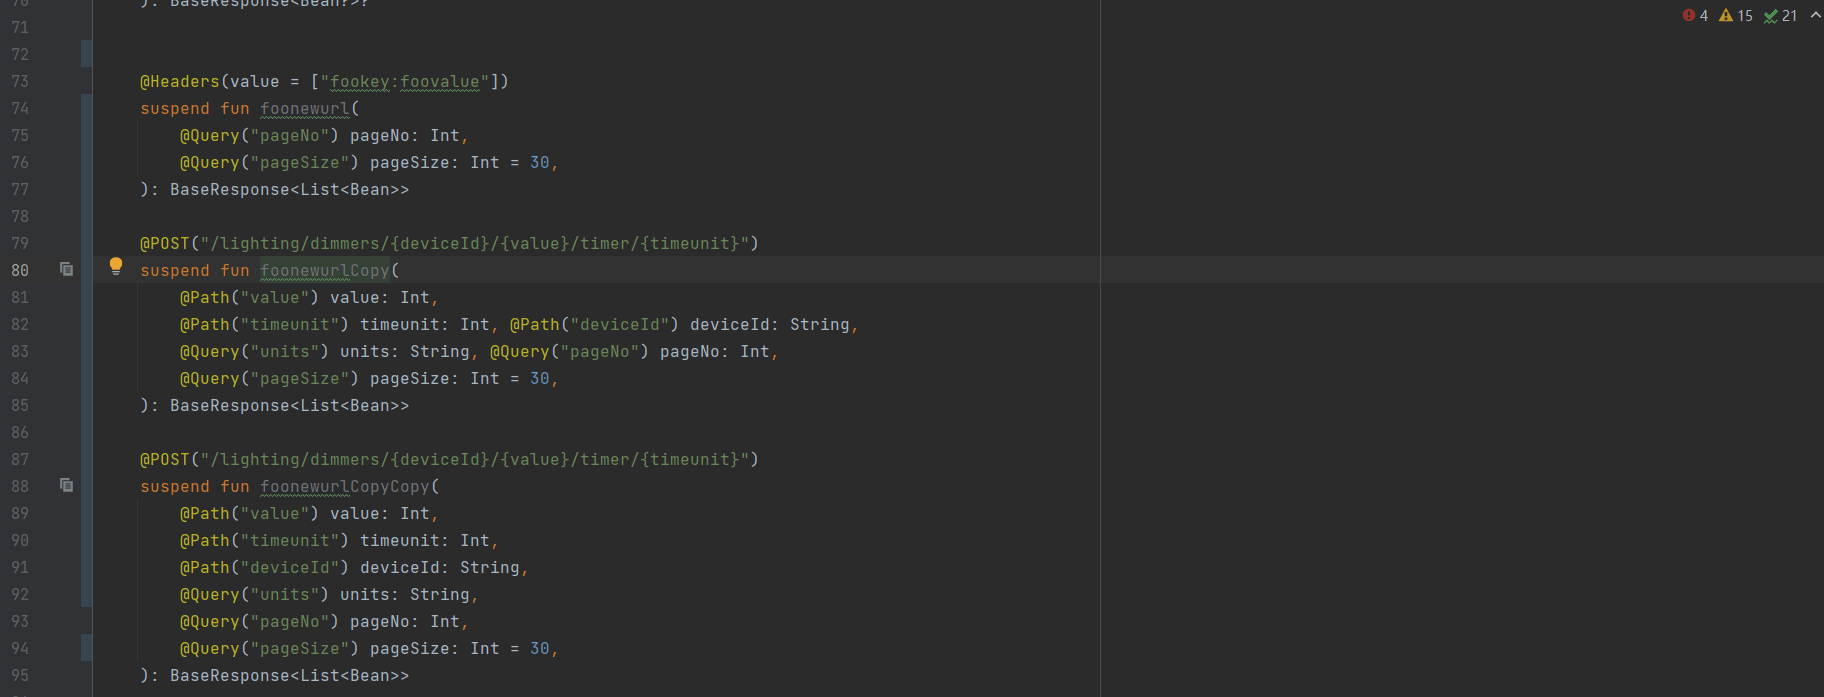 70 ): BaseResponse<Bean?>?
4 15 21
71
72
73 @Headers(value = ["fookey:foovalue"])
74 suspend fun foonewurl(
75 @Query("pageNo") pageNo: Int,
76 @Query("pageSize") pageSize: Int = 30,
77 ): BaseResponse<List<Bean>>
78
79 @POST("/lighting/dimmers/{deviceId}/{value}/timer/{timeunit}")
80 suspend fun foonewurlCopy(
81 @Path("value") value: Int,
82 @Path("timeunit") timeunit: Int, @Path("deviceId") deviceId: String,
83 @Query("units") units: String, @Query("pageNo") pageNo: Int,
84 @Query("pageSize") pageSize: Int = 30,
85 ): BaseResponse<List<Bean>>
86
87 @POST("/lighting/dimmers/{deviceId}/{value}/timer/{timeunit}")
88 suspend fun foonewurlCopyCopy(
89 @Path("value") value: Int,
90 @Path("timeunit") timeunit: Int,
91 @Path("deviceId") deviceId: String,
92 @Query("units") units: String,
93 @Query("pageNo") pageNo: Int,
94 @Query("pageSize") pageSize: Int = 30,
95 ): BaseResponse<List<Bean>>